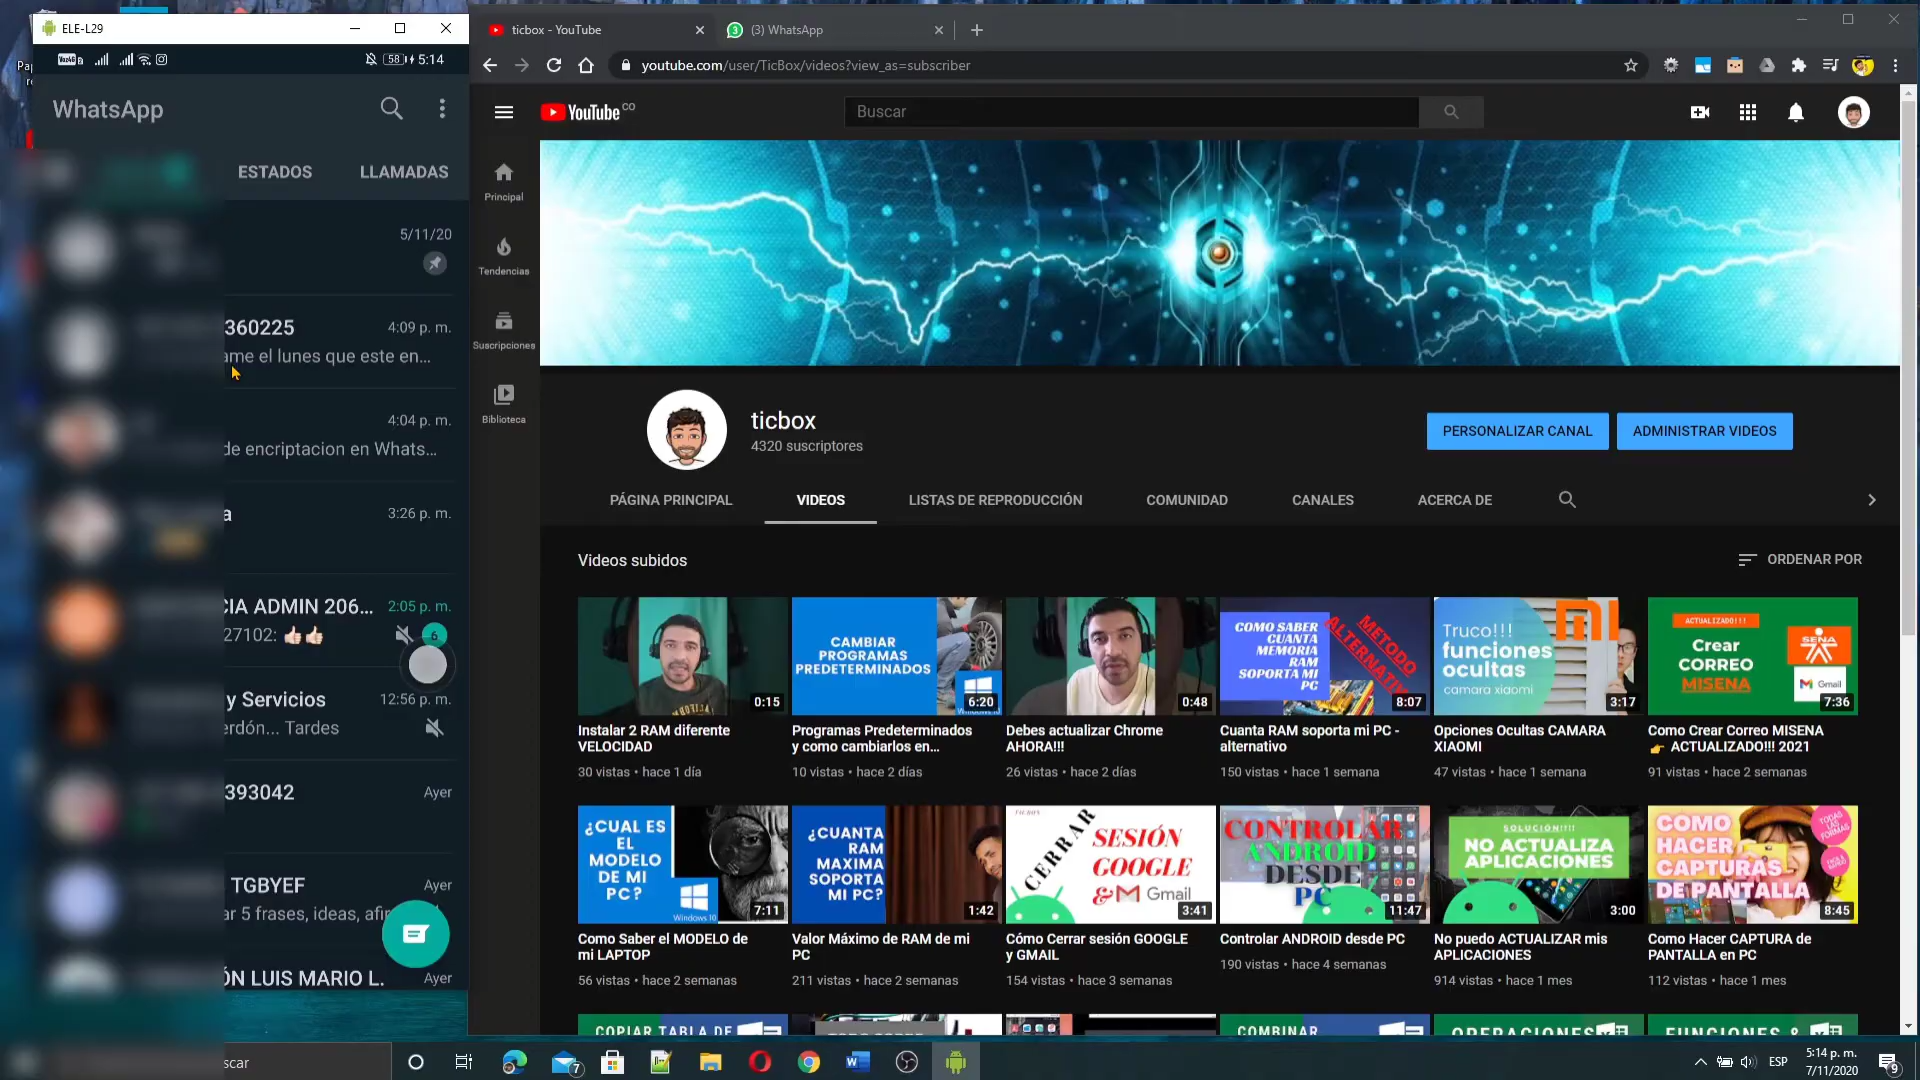 ELE-L29
ticbox - YouTube
(3) WhatsApp
58
5:14
youtube.com/user/TicBox/videos?view_as=subscriber
WhatsApp
YouTube CO
Buscar
ESTADOS
LLAMADAS
Principal
Tendencias
Suscripciones
Biblioteca
5/11/20
360225
4:09 p. m.
ame el lunes que este en...
4:04 p. m.
de encriptacion en Whats...
a
3:26 p. m.
CIA ADMIN 206...
2:05 p. m.
27102: 👍🏻👍🏻
6
y Servicios
12:56 p. m.
erdón... Tardes
393042
Ayer
TGBYEF
Ayer
ar 5 frases, ideas, afir
ÓN LUIS MARIO L.
Ayer
ticbox
4320 suscriptores
PERSONALIZAR CANAL
ADMINISTRAR VIDEOS
PÁGINA PRINCIPAL
VIDEOS
LISTAS DE REPRODUCCIÓN
COMUNIDAD
CANALES
ACERCA DE
Videos subidos
ORDENAR POR
0:15
Instalar 2 RAM diferente
VELOCIDAD
30 vistas • hace 1 día
CAMBIAR
PROGRAMAS
PREDETERMINADOS
6:20
Programas Predeterminados
y como cambiarlos en...
10 vistas • hace 2 días
0:48
Debes actualizar Chrome
AHORA!!!
26 vistas • hace 2 días
COMO SABER
CUANTA
MEMORIA
RAM
SOPORTA MI
PC
METODO
ALTERNATIV
8:07
Cuanta RAM soporta mi PC -
alternativo
150 vistas • hace 1 semana
Truco!!!
funciones
ocultas
camara xiaomi
3:17
Opciones Ocultas CAMARA
XIAOMI
47 vistas • hace 1 semana
ACTUALIZADO!!!
Crear
CORREO
MISENA
SENA
Gmail
7:36
Como Crear Correo MISENA
👉 ACTUALIZADO!!! 2021
91 vistas • hace 2 semanas
¿CUAL ES
EL
MODELO
DE MI
PC?
Windows 10
7:11
Como Saber el MODELO de
mi LAPTOP
56 vistas • hace 2 semanas
¿CUANTA
RAM
MAXIMA
SOPORTA
MI PC?
1:42
Valor Máximo de RAM de mi
PC
211 vistas • hace 2 semanas
TICBOX
CERRAR
SESIÓN
GOOGLE
& Gmail
3:41
Cómo Cerrar sesión GOOGLE
y GMAIL
154 vistas • hace 3 semanas
CONTROLAR
ANDROID
DESDE
PC
11:47
Controlar ANDROID desde PC
190 vistas • hace 4 semanas
SOLUCIÓN!!!!
NO ACTUALIZA
APLICACIONES
3:00
No puedo ACTUALIZAR mis
APLICACIONES
914 vistas • hace 1 mes
COMO
HACER
CAPTURAS
DE PANTALLA
TODAS
LAS
FORMAS
8:45
Como Hacer CAPTURA de
PANTALLA en PC
112 vistas • hace 1 mes
COPIAR TABLA DE
COMBINAR
OPERACIONES
FUNCIONES &
scar
7
ESP
5:14 p. m.
7/11/2020
9